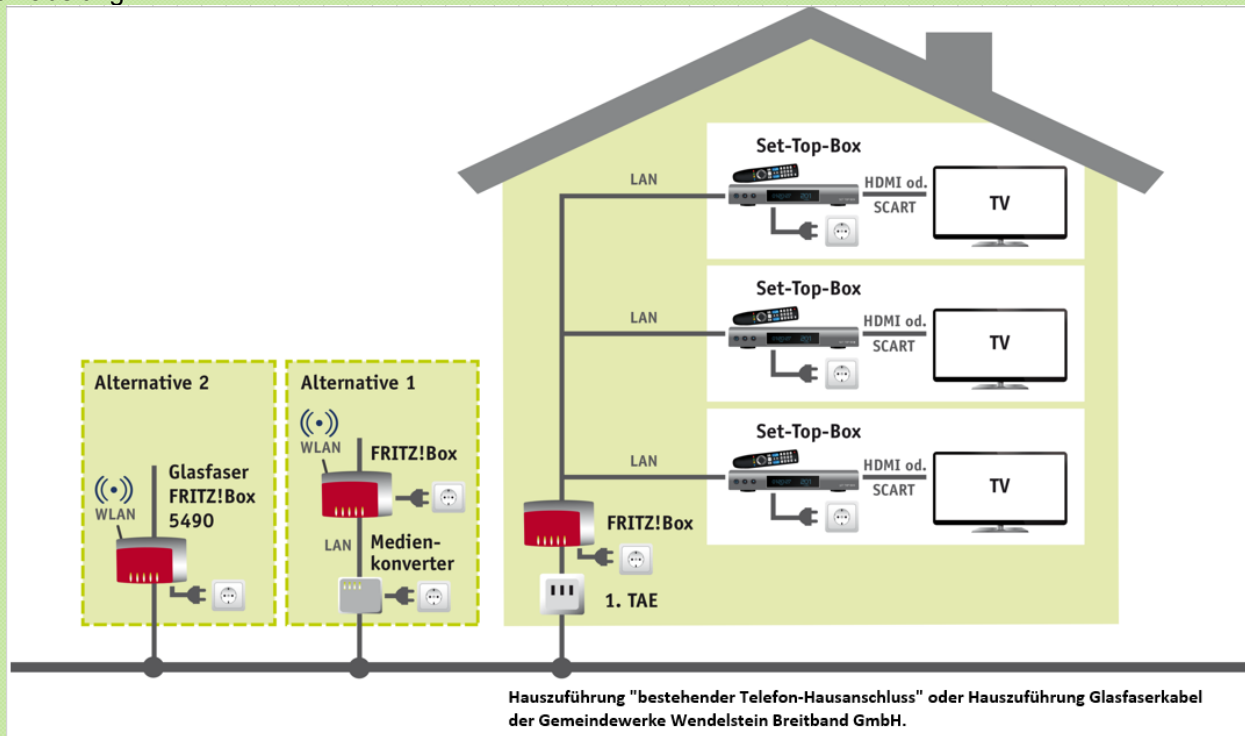 Set-Top-Box
LAN
HDMI od.
SCART
TV
Set-Top-Box
LAN
HDMI od.
SCART
TV
Alternative 2
WLAN
Glasfaser
FRITZ!Box
5490
Alternative 1
WLAN
FRITZ!Box
LAN
Medien-
konverter
Set-Top-Box
LAN
HDMI od.
SCART
TV
FRITZ!Box
1. TAE
Hauszuführung "bestehender Telefon-Hausanschluss" oder Hauszuführung Glasfaserkabel
der Gemeindewerke Wendelstein Breitband GmbH.